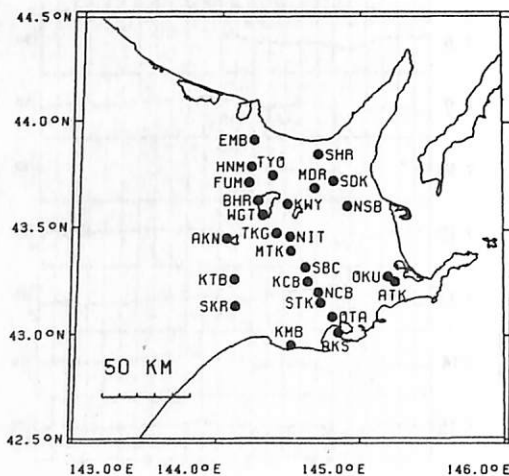 44.5°N
44.0°N
EMB
SHR
HNM
TYO
MDR
FUM
SDK
BHR
KWY
NSB
WGT
43.5°N
AKN
TKG
NIT
MTK
SBC
OKU
KTB
KCB
NCB
ATK
SKR
STK
OTA
43.0°N
KMB
BKS
50 KM
42.5°N
143.0°E
144.0°E
145.0°E
146.0°E